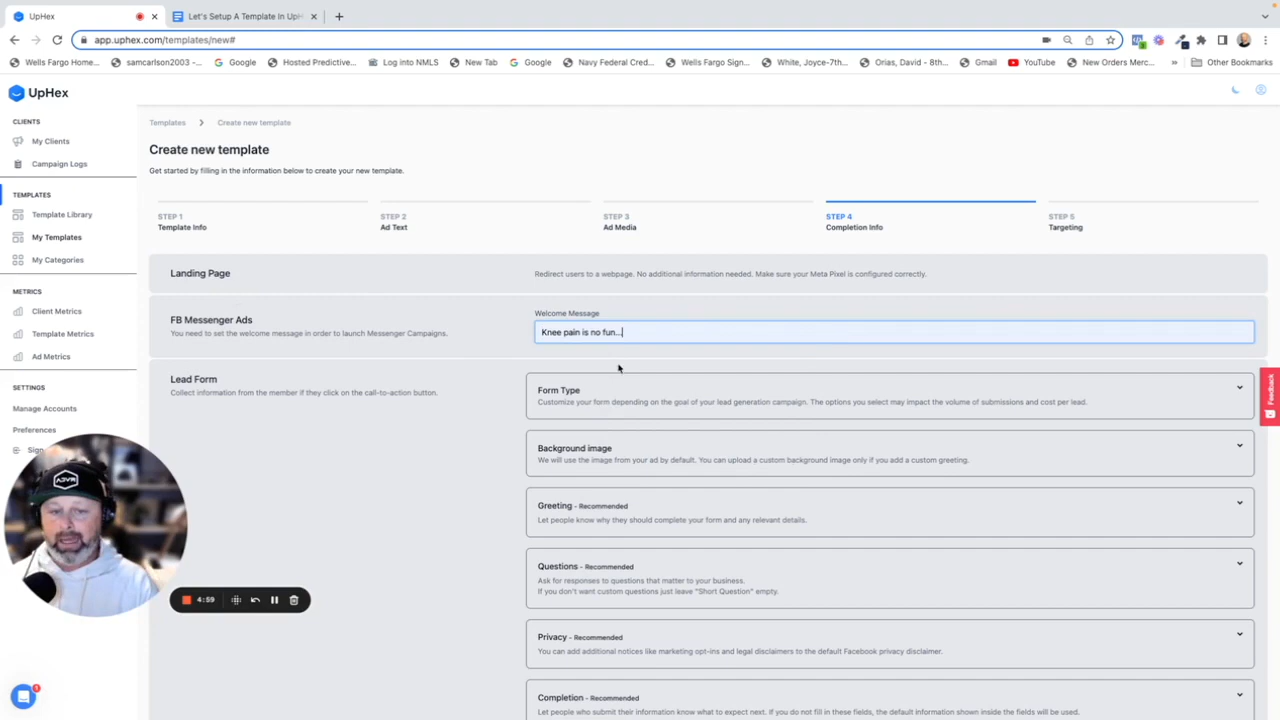 UpHex
Let's Setup A Template In UpH
app.uphex.com/templates/new#
Wells Fargo Home...
samcarlson2003 -...
Google
Hosted Predictive...
Log into NMLS
New Tab
Google
Navy Federal Cred...
Wells Fargo Sign...
White, Joyce-7th...
Orias, David - 8th...
Gmail
YouTube
New Orders Merc...
»
Other Bookmarks
UpHex
CLIENTS
My Clients
Campaign Logs
TEMPLATES
Template Library
My Templates
My Categories
METRICS
Client Metrics
Template Metrics
Ad Metrics
SETTINGS
Manage Accounts
Preferences
Sign
Templates
Create new template
Create new template
Get started by filling in the information below to create your new template.
STEP 1
Template Info
STEP 2
Ad Text
STEP 3
Ad Media
STEP 4
Completion Info
STEP 5
Targeting
Landing Page
Redirect users to a webpage. No additional information needed. Make sure your Meta Pixel is configured correctly.
FB Messenger Ads
You need to set the welcome message in order to launch Messenger Campaigns.
Welcome Message
Knee pain is no fun...
Lead Form
Collect information from the member if they click on the call-to-action button.
Form Type
Customize your form depending on the goal of your lead generation campaign. The options you select may impact the volume of submissions and cost per lead.
Background image
We will use the image from your ad by default. You can upload a custom background image only if you add a custom greeting.
Greeting - Recommended
Let people know why they should complete your form and any relevant details.
Questions - Recommended
Ask for responses to questions that matter to your business.
If you don't want custom questions just leave "Short Question" empty.
Privacy - Recommended
You can add additional notices like marketing opt-ins and legal disclaimers to the default Facebook privacy disclaimer.
Completion - Recommended
Let people who submit their information know what to expect next. If you do not fill in these fields, the default information shown inside the fields will be used.
Feedback
ADVR
4:59
1